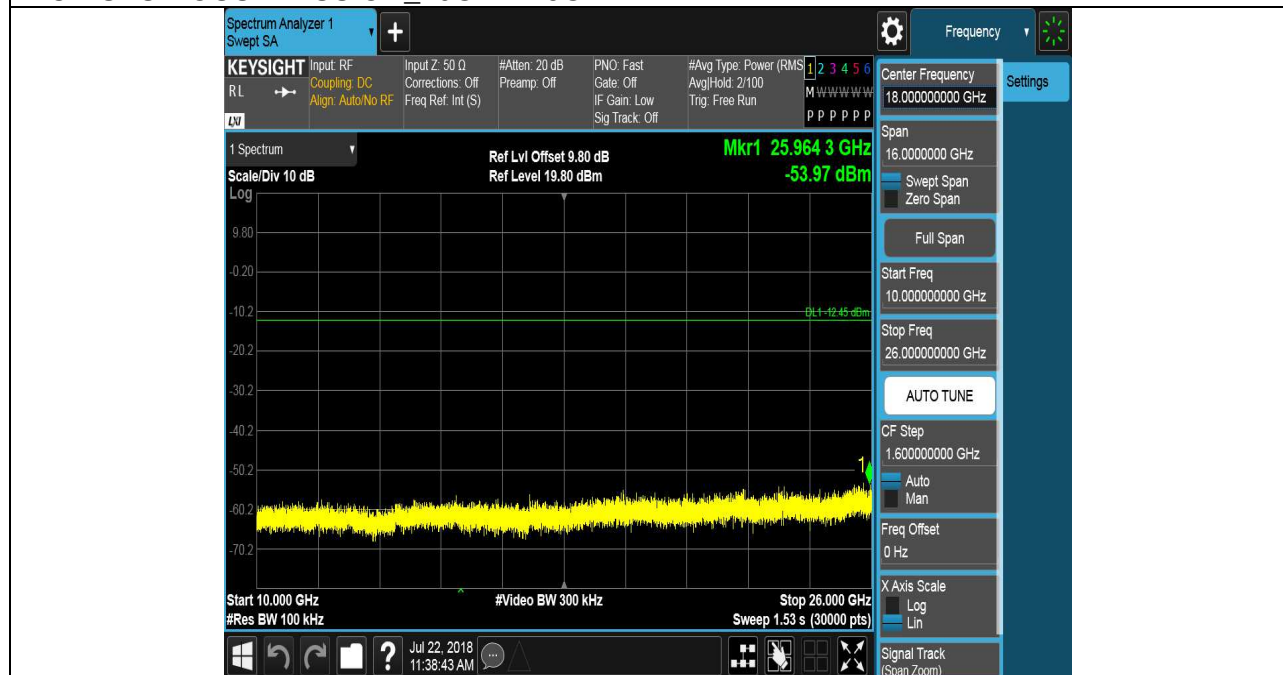 Spectrum Analyzer 1
Swept SA
+
Frequency
KEYSIGHT
RL
LXI
Input: RF
Coupling: DC
Align: Auto/No RF
Input Z: 50 Ω
Corrections: Off
Freq Ref: Int (S)
#Atten: 20 dB
Preamp: Off
PNO: Fast
Gate: Off
IF Gain: Low
Sig Track: Off
#Avg Type: Power (RMS
Avg|Hold: 2/100
Trig: Free Run
1 2 3 4 5 6
M W W W W W
P P P P P P
Center Frequency
18.000000000 GHz
Settings
1 Spectrum
Scale/Div 10 dB
Ref Lvl Offset 9.80 dB
Ref Level 19.80 dBm
Mkr1 25.964 3 GHz
-53.97 dBm
Log
9.80
-0.20
-10.2
DL1 -12.45 dBm
-20.2
-30.2
-40.2
-50.2
1
-60.2
-70.2
Start 10.000 GHz
#Res BW 100 kHz
#Video BW 300 kHz
Stop 26.000 GHz
Sweep 1.53 s (30000 pts)
Span
16.0000000 GHz
Swept Span
Zero Span
Full Span
Start Freq
10.000000000 GHz
Stop Freq
26.000000000 GHz
AUTO TUNE
CF Step
1.600000000 GHz
Auto
Man
Freq Offset
0 Hz
X Axis Scale
Log
Lin
Signal Track
(Span Zoom)
?
Jul 22, 2018
11:38:43 AM